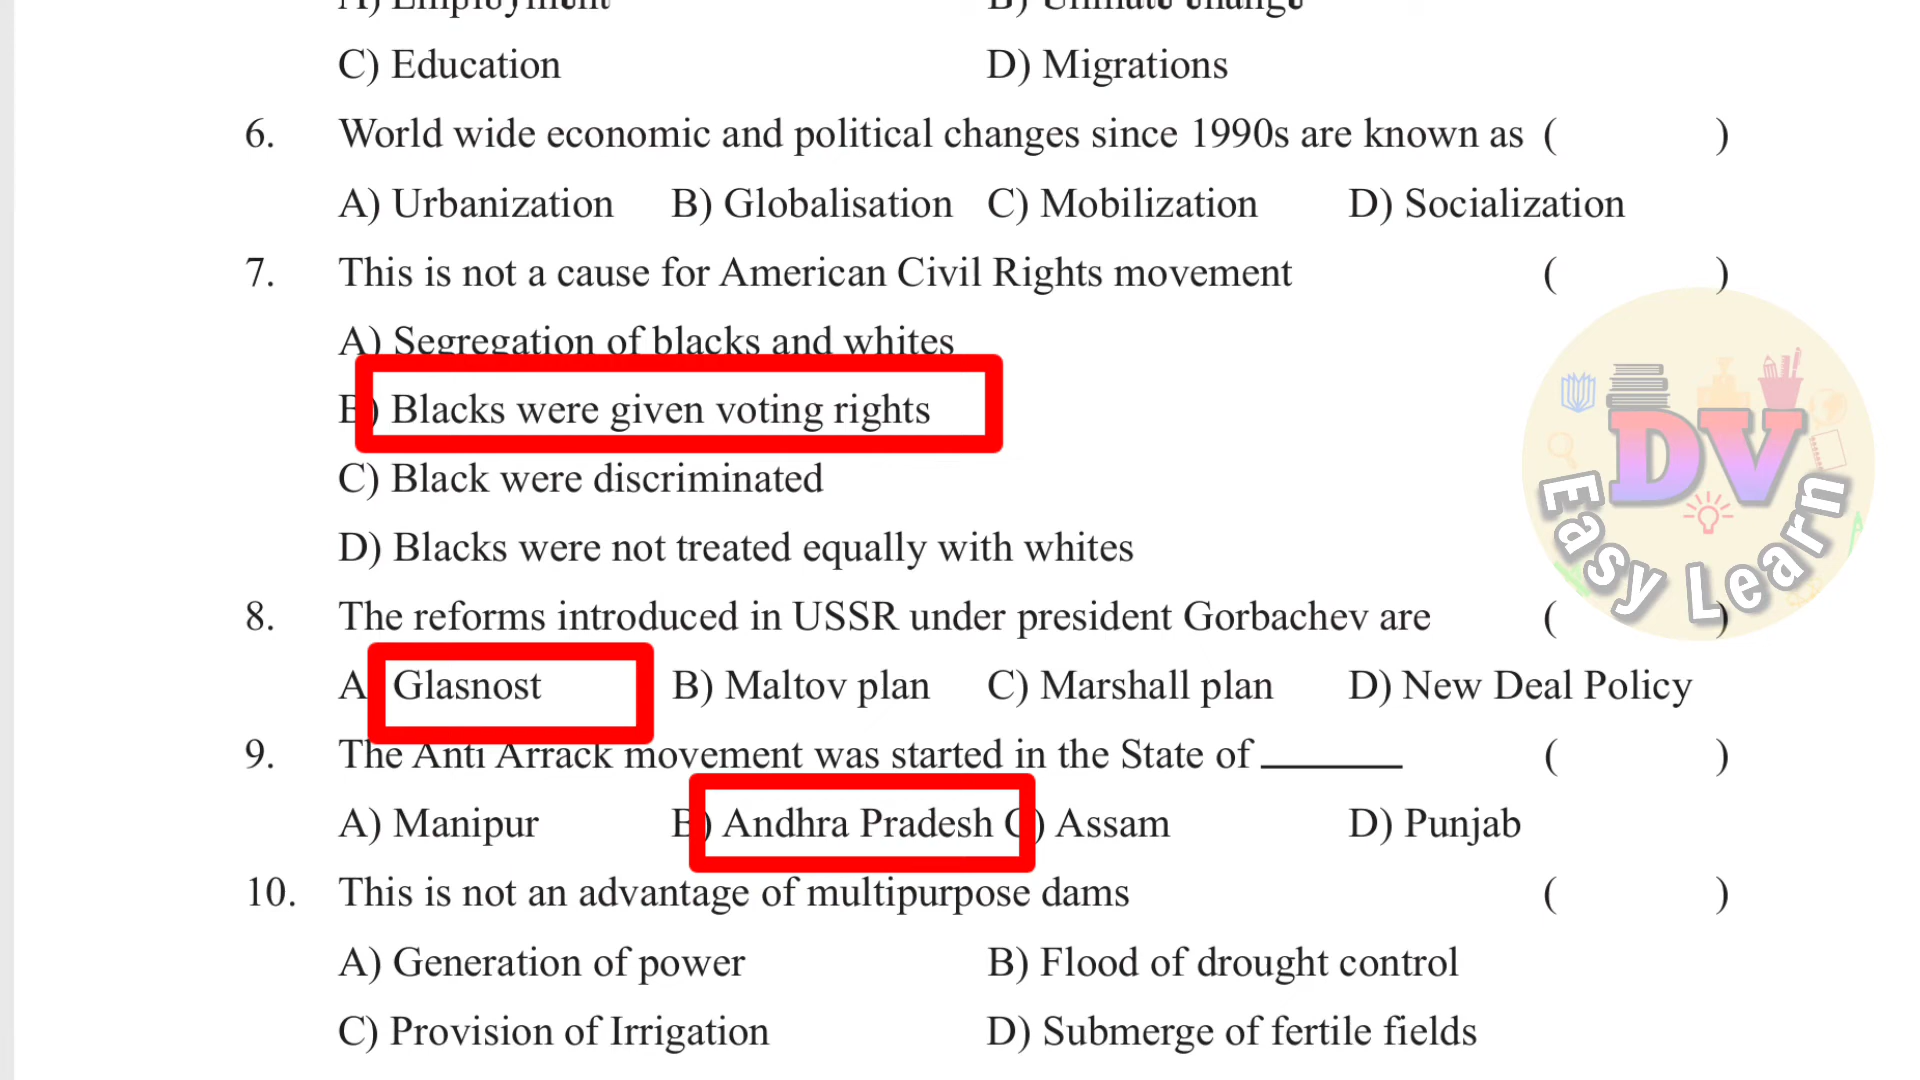 A) Employment B) Climate change
C) Education D) Migrations
6. World wide economic and political changes since 1990s are known as ( )
A) Urbanization B) Globalisation C) Mobilization D) Socialization
7. This is not a cause for American Civil Rights movement ( )
A) Segregation of blacks and whites
B) Blacks were given voting rights
C) Black were discriminated
D) Blacks were not treated equally with whites
8. The reforms introduced in USSR under president Gorbachev are ( )
A) Glasnost B) Maltov plan C) Marshall plan D) New Deal Policy
9. The Anti Arrack movement was started in the State of ______ ( )
A) Manipur B) Andhra Pradesh C) Assam D) Punjab
10. This is not an advantage of multipurpose dams ( )
A) Generation of power B) Flood of drought control
C) Provision of Irrigation D) Submerge of fertile fields
DV
Easy Learn